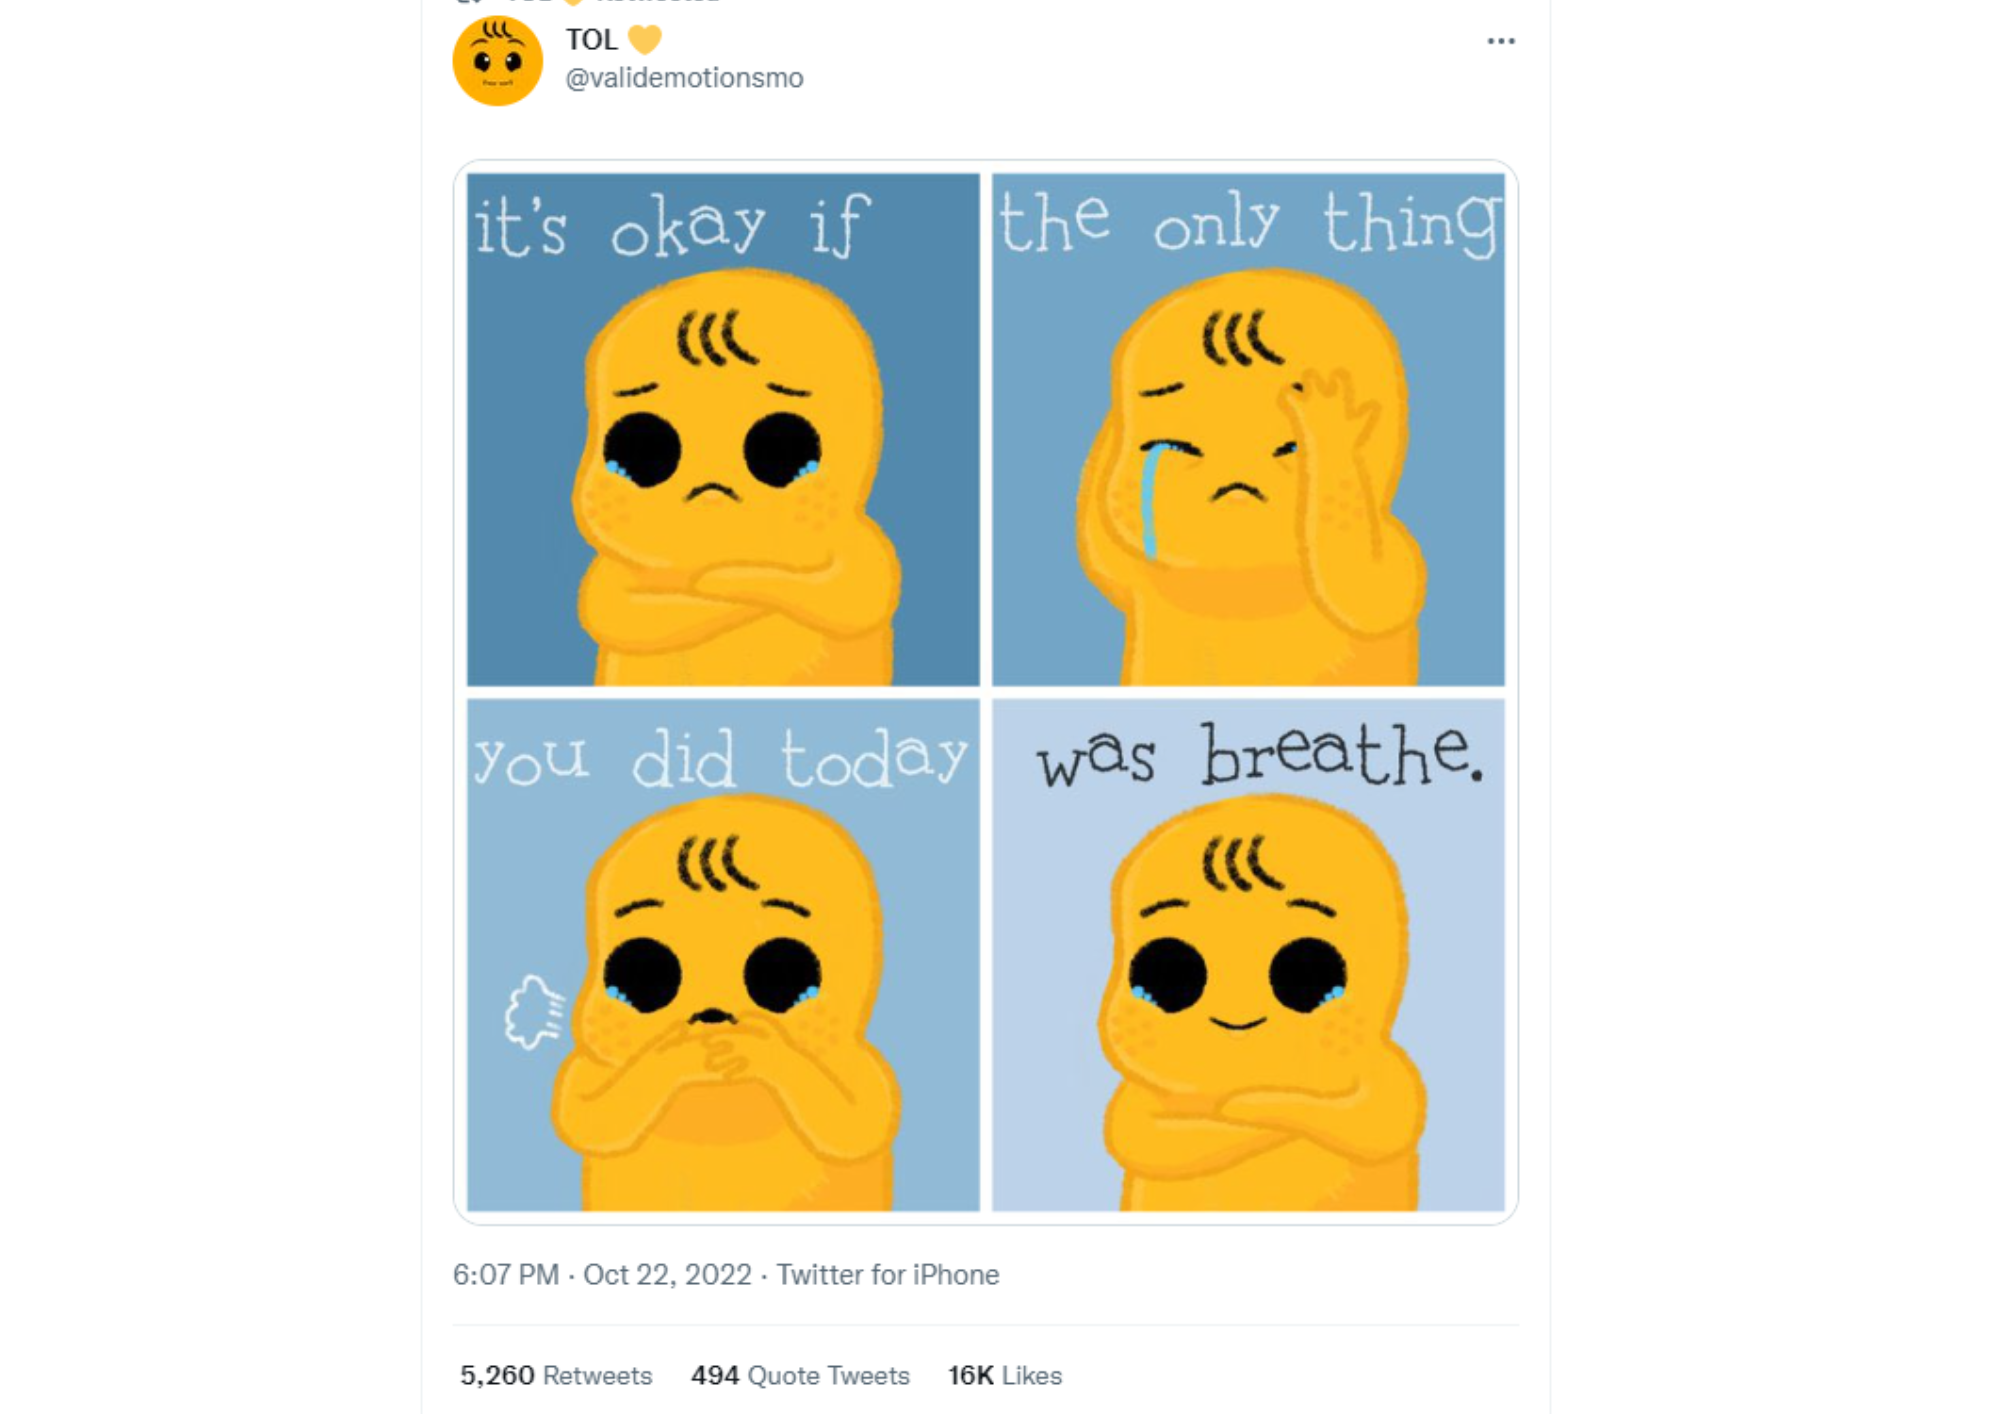 TOL 💛
@validemotionsmo
it's okay if
the only thing
you did today
was breathe.
6:07 PM · Oct 22, 2022 · Twitter for iPhone
5,260 Retweets 494 Quote Tweets 16K Likes